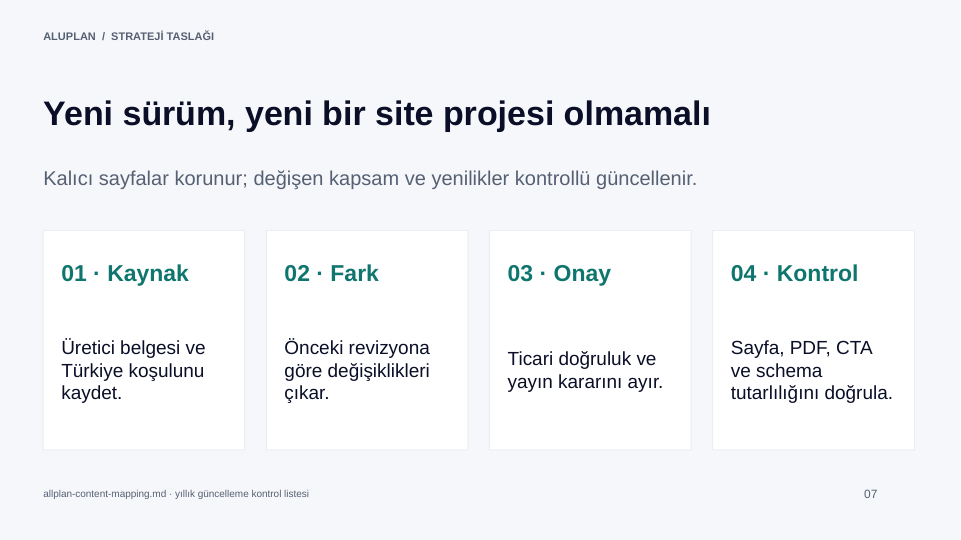 ALUPLAN / STRATEJİ TASLAĞI
Yeni sürüm, yeni bir site projesi olmamalı
Kalıcı sayfalar korunur; değişen kapsam ve yenilikler kontrollü güncellenir.
01 · Kaynak
Üretici belgesi ve
Türkiye koşulunu
kaydet.
02 · Fark
Önceki revizyona
göre değişiklikleri
çıkar.
03 · Onay
Ticari doğruluk ve
yayın kararını ayır.
04 · Kontrol
Sayfa, PDF, CTA
ve schema
tutarlılığını doğrula.
allplan-content-mapping.md · yıllık güncelleme kontrol listesi
07